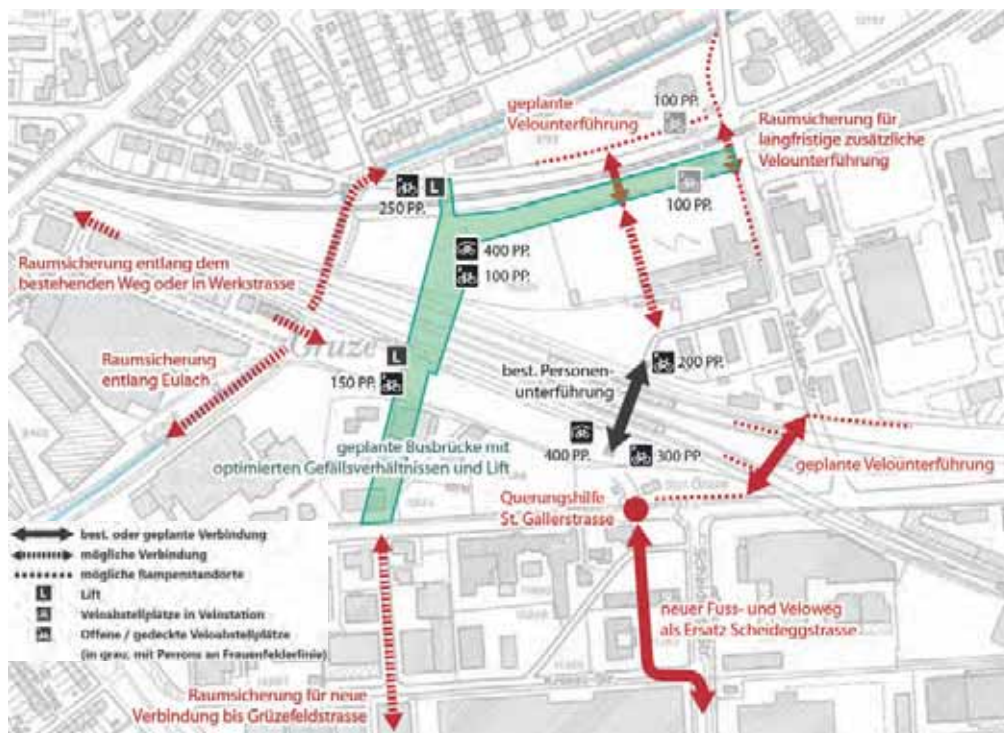 geplante
Velounterführung
100 PP.
Raumsicherung für
langfristige zusätzliche
Velounterführung
L
250 PP.
100 PP.
400 PP.
100 PP.
Raumsicherung entlang dem
bestehenden Weg oder in Werkstrasse
Grüze
Raumsicherung
entlang Eulach
L
150 PP.
best. Personen-
unterführung
200 PP.
geplante Busbrücke mit
optimierten Gefällsverhältnissen und Lift
400 PP.
300 PP.
geplante Velounterführung
Querungshilfe
St. Gallerstrasse
best. oder geplante Verbindung
mögliche Verbindung
mögliche Rampenstandorte
L Lift
Veloabstellplätze in Velostation
Offene / gedeckte Veloabstellplätze
(in grau: mit Perrons an Frauenfelderlinie)
neuer Fuss- und Veloweg
als Ersatz Scheideggstrasse
Raumsicherung für neue
Verbindung bis Grüzefeldstrasse